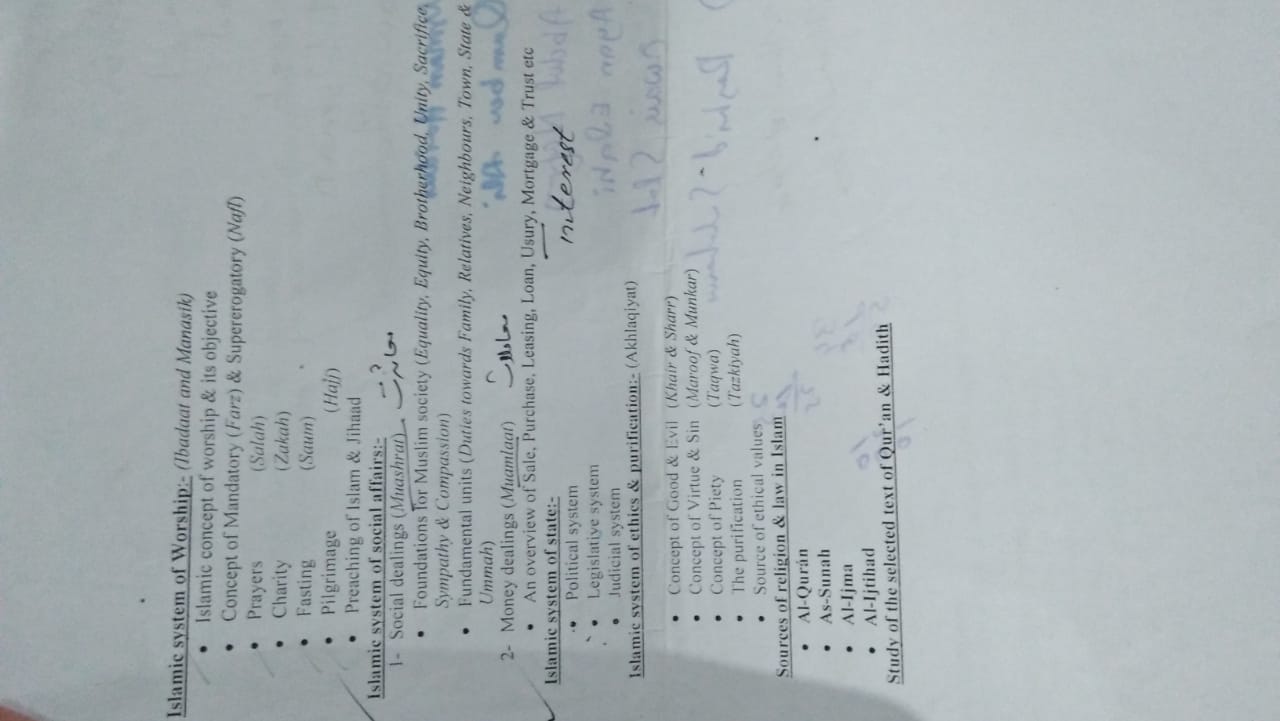 Islamic system of Worship:- (Ibadaat and Manasik)
• Islamic concept of worship & its objective
• Concept of Mandatory (Farz) & Supererogatory (Nafl)
• Prayers (Salah)
• Charity (Zakah)
• Fasting (Saum)
• Pilgrimage (Hajj)
• Preaching of Islam & Jihaad
Islamic system of social affairs:-
1- Social dealings (Muashrat) معاشرت
• Foundations for Muslim society (Equality, Equity, Brotherhood, Unity, Sacrifice,
Sympathy & Compassion)
• Fundamental units (Duties towards Family, Relatives, Neighbours, Town, State &
Ummah)
2- Money dealings (Muamlaat) معاملات
• An overview of Sale, Purchase, Leasing, Loan, Usury, Mortgage & Trust etc
Islamic system of state:-
interest
• Political system
• Legislative system
• Judicial system
Islamic system of ethics & purification:- (Akhlaqiyat)
• Concept of Good & Evil (Khair & Sharr)
• Concept of Virtue & Sin (Maroof & Munkar)
• Concept of Piety (Taqwa)
• The purification (Tazkiyah)
• Source of ethical values
Sources of religion & law in Islam
• Al-Qurán
• As-Sunah
• Al-Ijma
• Al-Ijtihad
Study of the selected text of Qur'an & Hadith